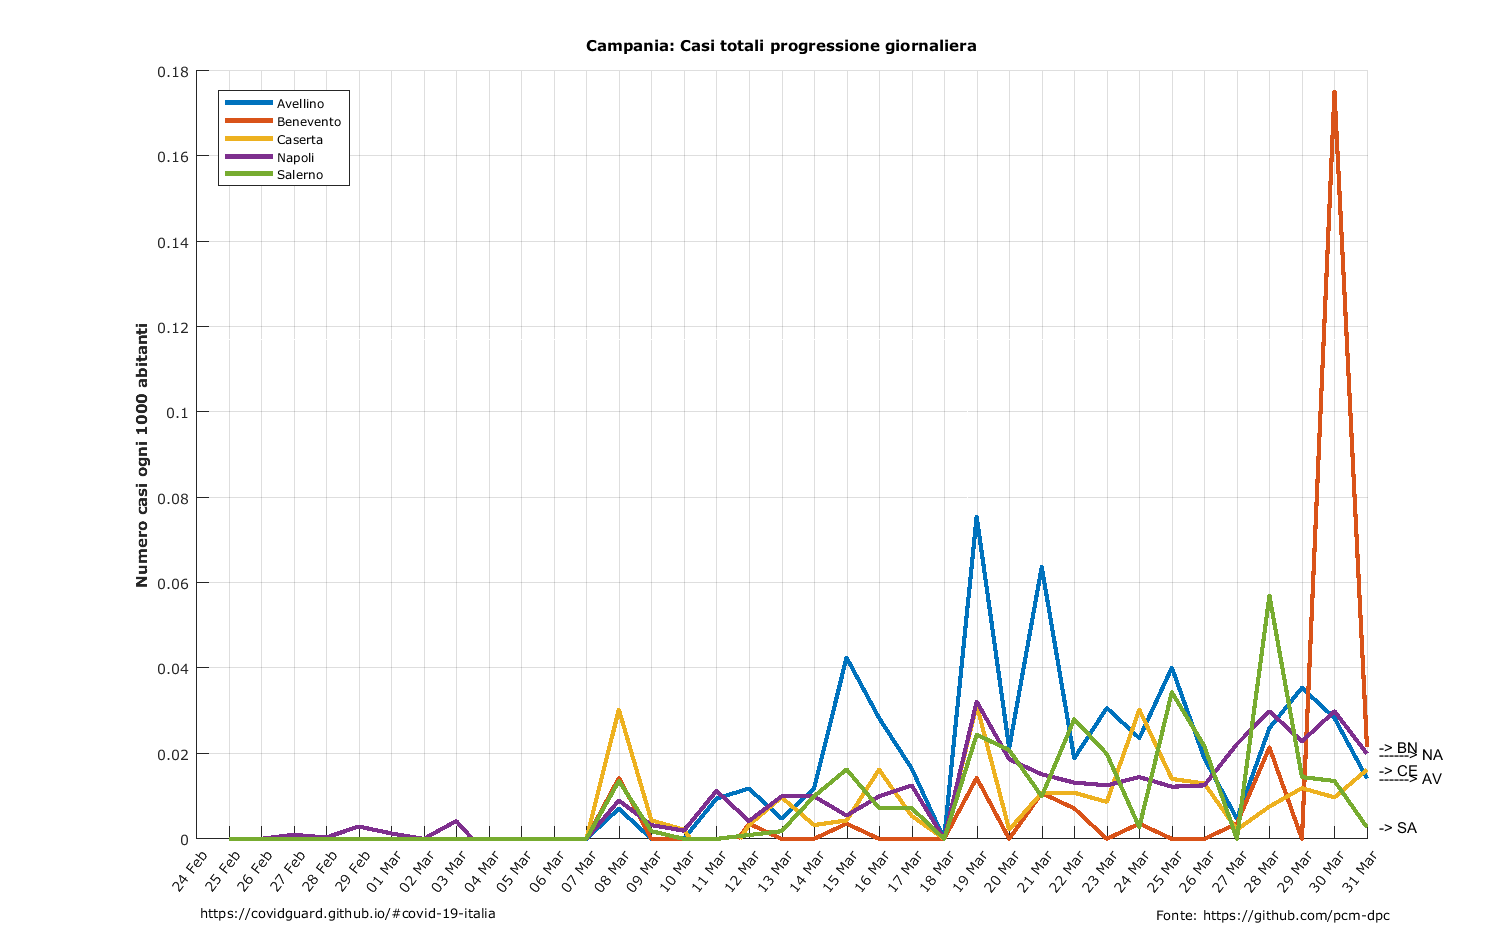 Campania: Casi totali progressione giornaliera
Numero casi ogni 1000 abitanti
0.18
0.16
0.14
0.12
0.1
0.08
0.06
0.04
0.02
0
Avellino
Benevento
Caserta
Napoli
Salerno
-> BN
------> NA
-> CE
------> AV
-> SA
24 Feb
25 Feb
26 Feb
27 Feb
28 Feb
29 Feb
01 Mar
02 Mar
03 Mar
04 Mar
05 Mar
06 Mar
07 Mar
08 Mar
09 Mar
10 Mar
11 Mar
12 Mar
13 Mar
14 Mar
15 Mar
16 Mar
17 Mar
18 Mar
19 Mar
20 Mar
21 Mar
22 Mar
23 Mar
24 Mar
25 Mar
26 Mar
27 Mar
28 Mar
29 Mar
30 Mar
31 Mar
https://covidguard.github.io/#covid-19-italia
Fonte: https://github.com/pcm-dpc